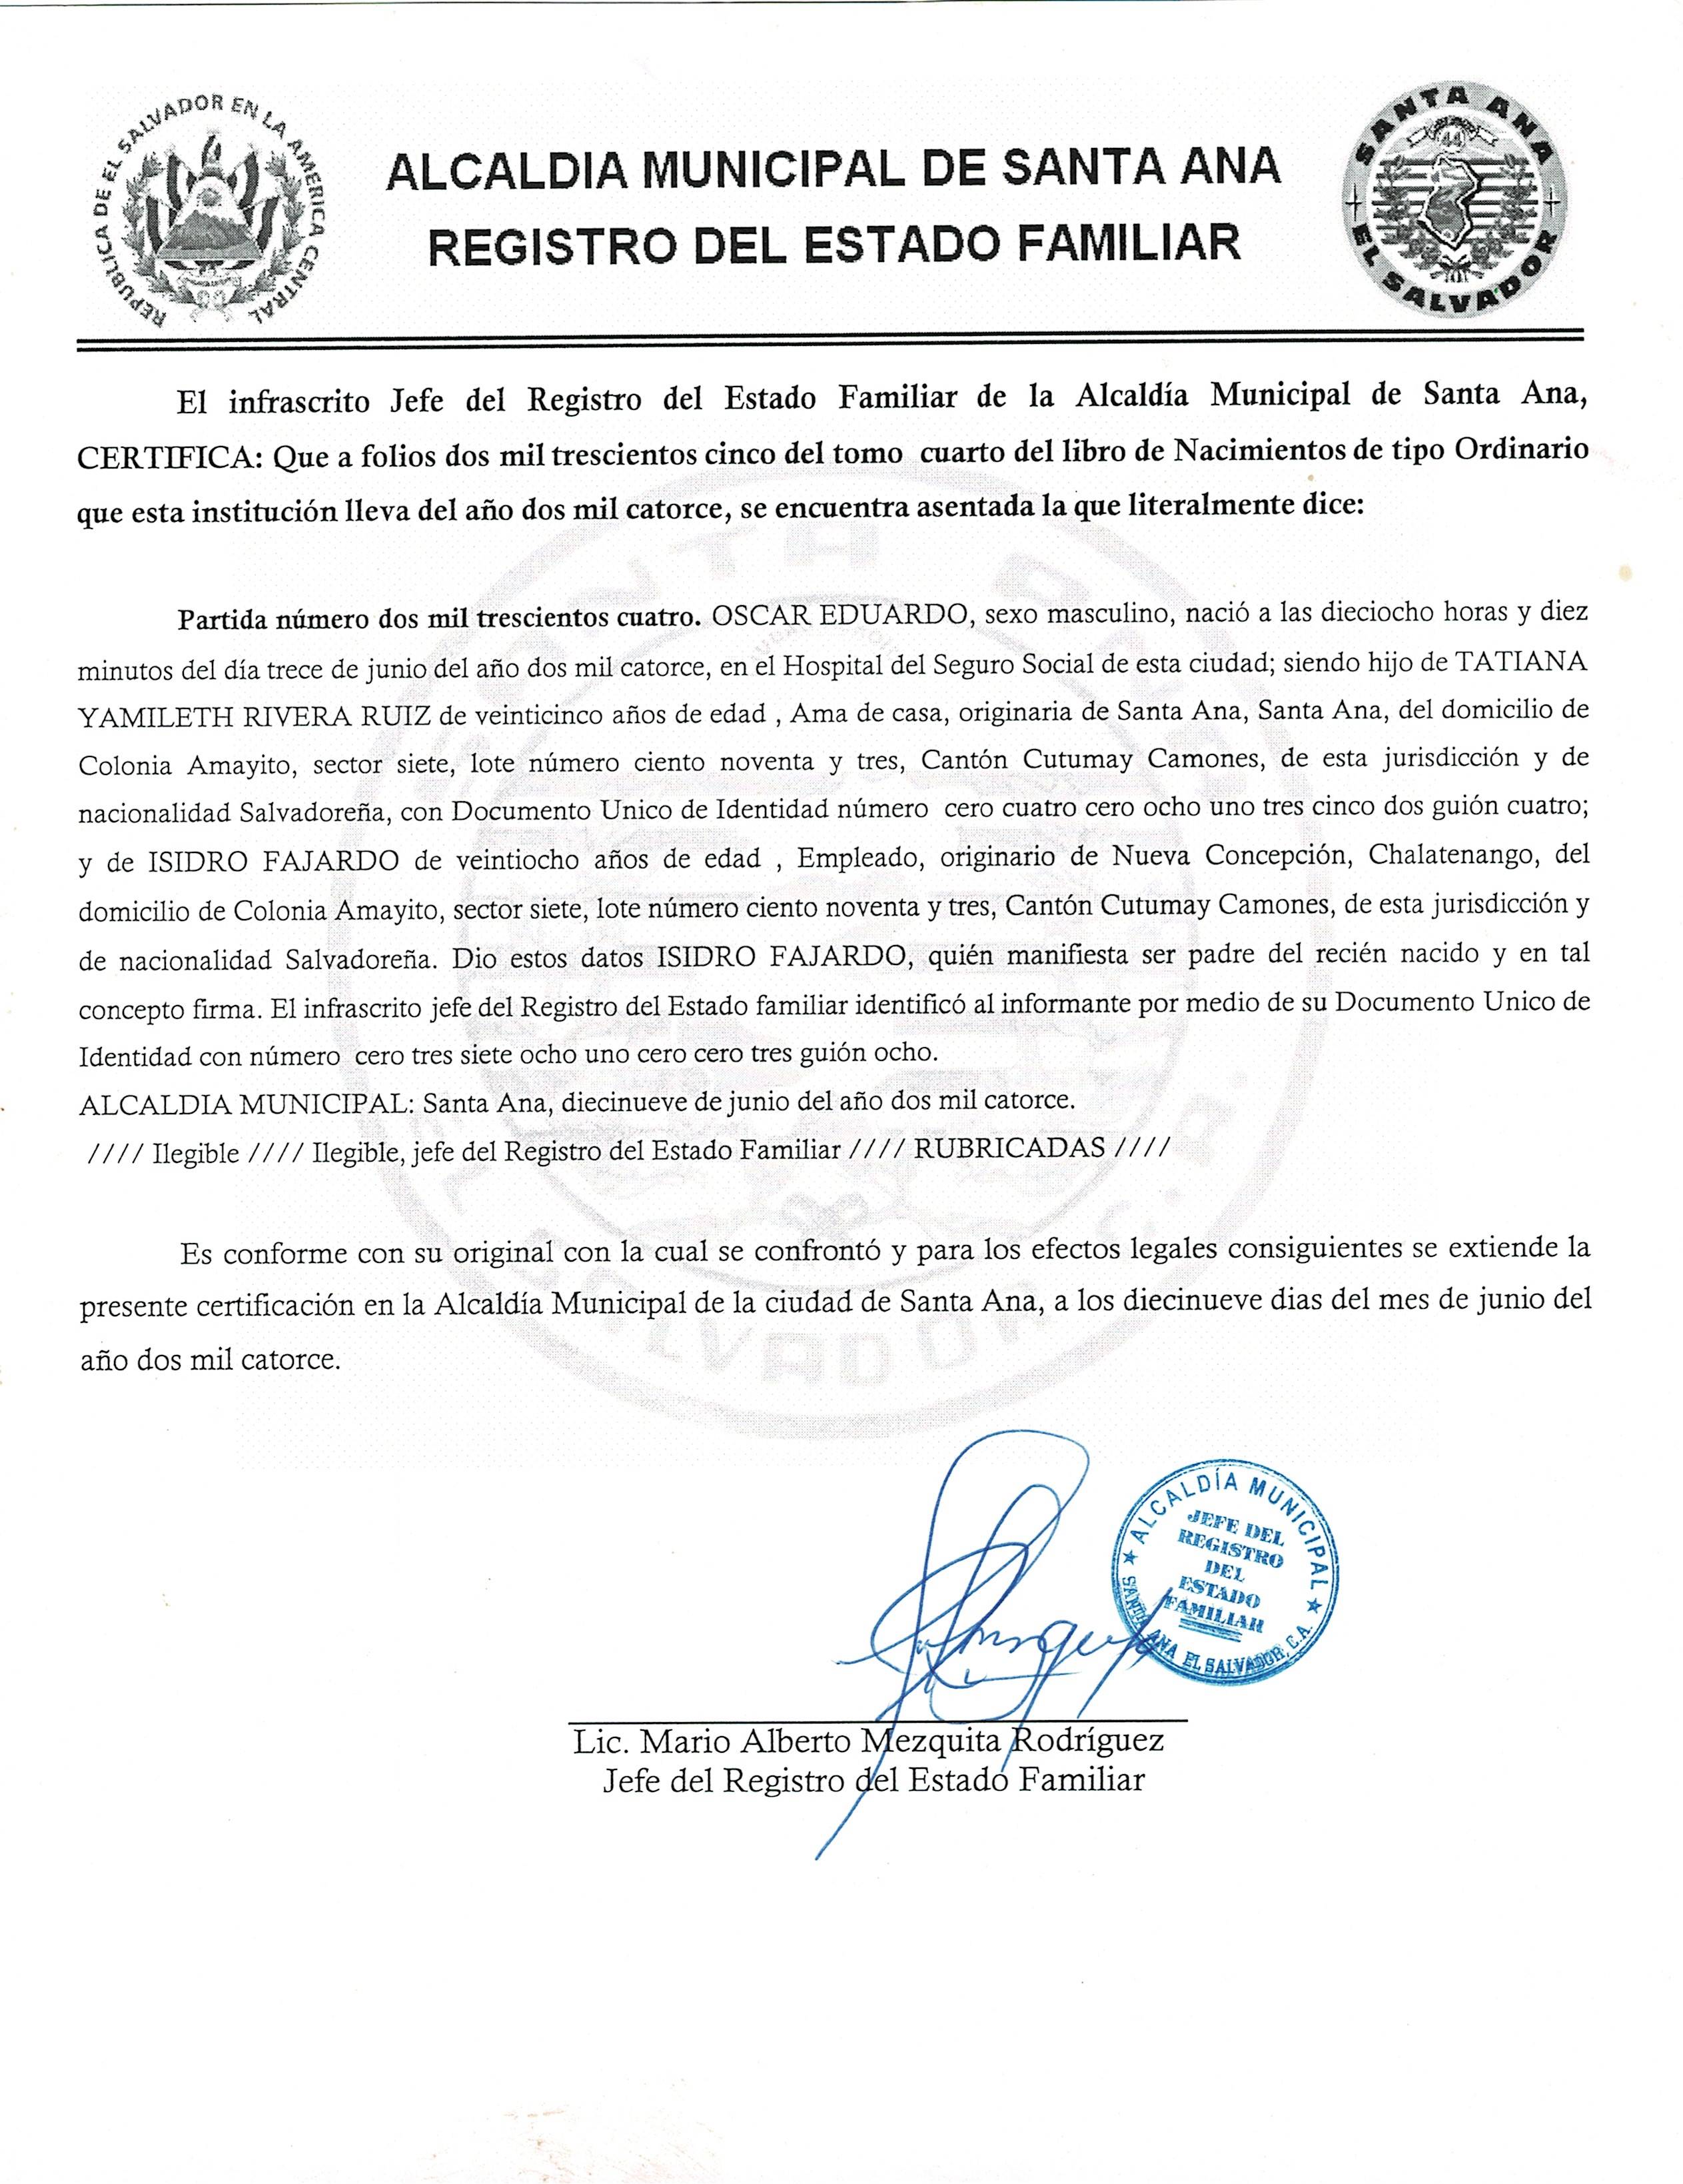 REPUBLICA DE EL SALVADOR EN LA AMERICA CENTRAL
SANTA ANA
44
EL SALVADOR
ALCALDIA MUNICIPAL DE SANTA ANA
REGISTRO DEL ESTADO FAMILIAR
El infrascrito Jefe del Registro del Estado Familiar de la Alcaldía Municipal de Santa Ana,
CERTIFICA: Que a folios dos mil trescientos cinco del tomo cuarto del libro de Nacimientos de tipo Ordinario
que esta institución lleva del año dos mil catorce, se encuentra asentada la que literalmente dice:
Partida número dos mil trescientos cuatro. OSCAR EDUARDO, sexo masculino, nació a las dieciocho horas y diez
minutos del día trece de junio del año dos mil catorce, en el Hospital del Seguro Social de esta ciudad; siendo hijo de TATIANA
YAMILETH RIVERA RUIZ de veinticinco años de edad , Ama de casa, originaria de Santa Ana, Santa Ana, del domicilio de
Colonia Amayito, sector siete, lote número ciento noventa y tres, Cantón Cutumay Camones, de esta jurisdicción y de
nacionalidad Salvadoreña, con Documento Unico de Identidad número cero cuatro cero ocho uno tres cinco dos guión cuatro;
y de ISIDRO FAJARDO de veintiocho años de edad , Empleado, originario de Nueva Concepción, Chalatenango, del
domicilio de Colonia Amayito, sector siete, lote número ciento noventa y tres, Cantón Cutumay Camones, de esta jurisdicción y
de nacionalidad Salvadoreña. Dio estos datos ISIDRO FAJARDO, quién manifiesta ser padre del recién nacido y en tal
concepto firma. El infrascrito jefe del Registro del Estado familiar identificó al informante por medio de su Documento Unico de
Identidad con número cero tres siete ocho uno cero cero tres guión ocho.
ALCALDIA MUNICIPAL: Santa Ana, diecinueve de junio del año dos mil catorce.
//// Ilegible //// Ilegible, jefe del Registro del Estado Familiar //// RUBRICADAS ////
Es conforme con su original con la cual se confrontó y para los efectos legales consiguientes se extiende la
presente certificación en la Alcaldía Municipal de la ciudad de Santa Ana, a los diecinueve dias del mes de junio del
año dos mil catorce.
ALCALDÍA MUNICIPAL
JEFE DEL
REGISTRO
DEL
ESTADO
FAMILIAR
SANTA ANA EL SALVADOR, C.A.
Lic. Mario Alberto Mezquita Rodríguez
Jefe del Registro del Estado Familiar